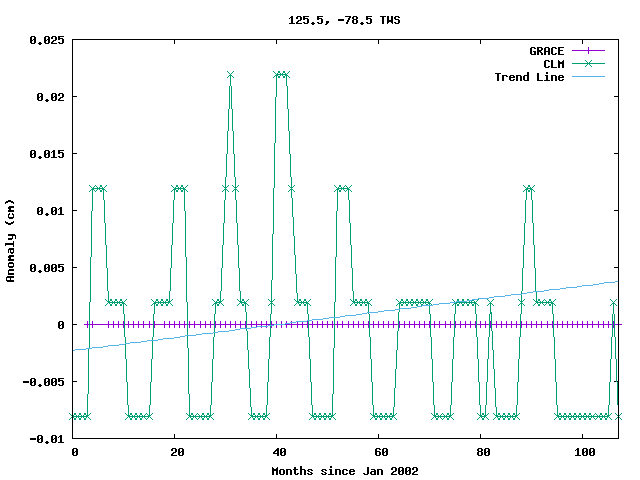 125.5, -78.5 TWS
GRACE
CLM
Trend Line
0.025
0.02
0.015
0.01
0.005
0
-0.005
-0.01
Anomaly (cm)
0 20 40 60 80 100
Months since Jan 2002